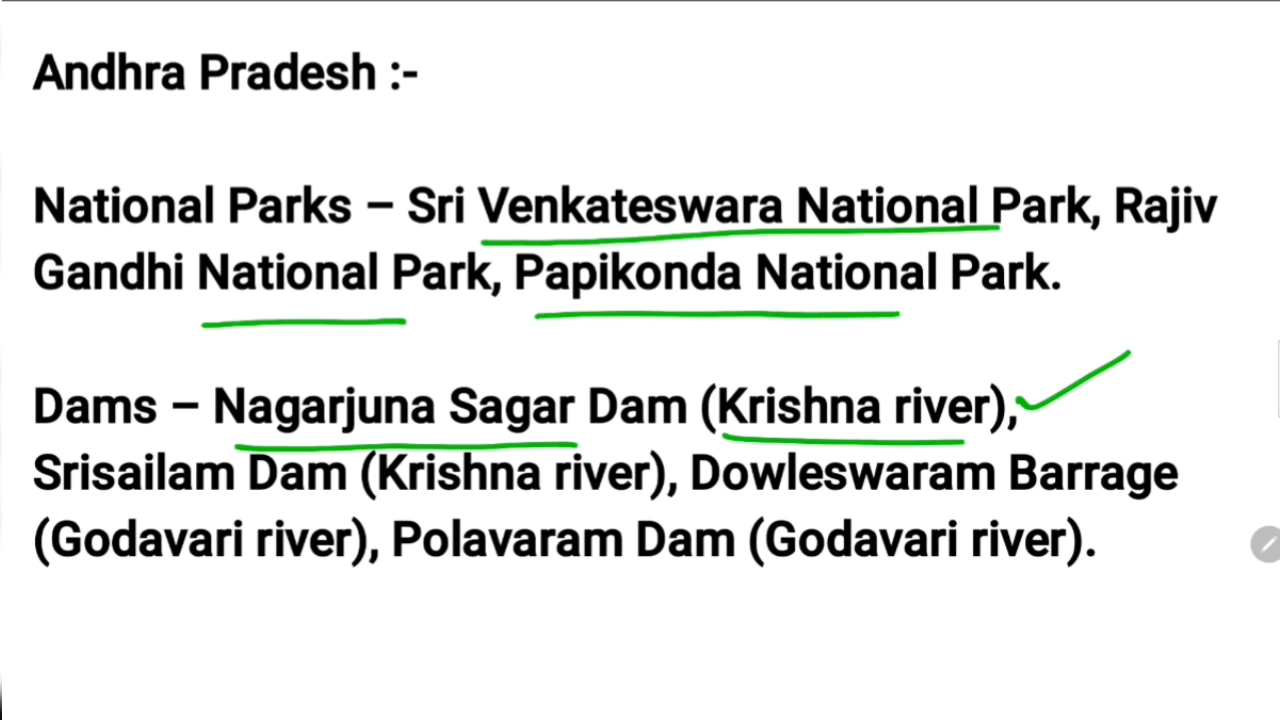 Andhra Pradesh :-
National Parks – Sri Venkateswara National Park, Rajiv
Gandhi National Park, Papikonda National Park.
Dams – Nagarjuna Sagar Dam (Krishna river),
Srisailam Dam (Krishna river), Dowleswaram Barrage
(Godavari river), Polavaram Dam (Godavari river).